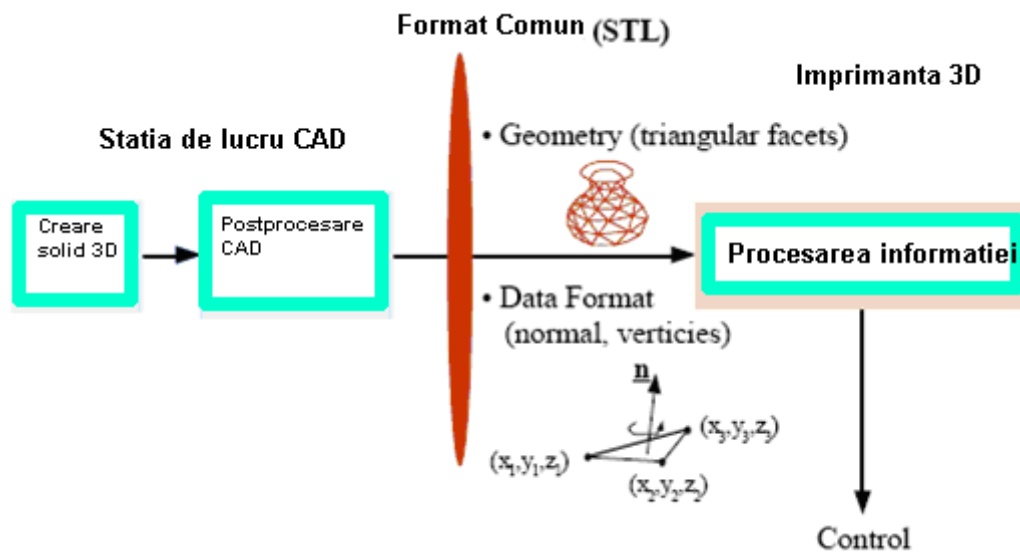 Format Comun (STL)
Imprimanta 3D
Statia de lucru CAD
• Geometry (triangular facets)
Creare
solid 3D
Postprocesare
CAD
Procesarea informatiei
• Data Format
(normal, verticies)
n
(x₃,y₃,z₃)
(x₁,y₁,z₁)
(x₂,y₂,z₂)
Control